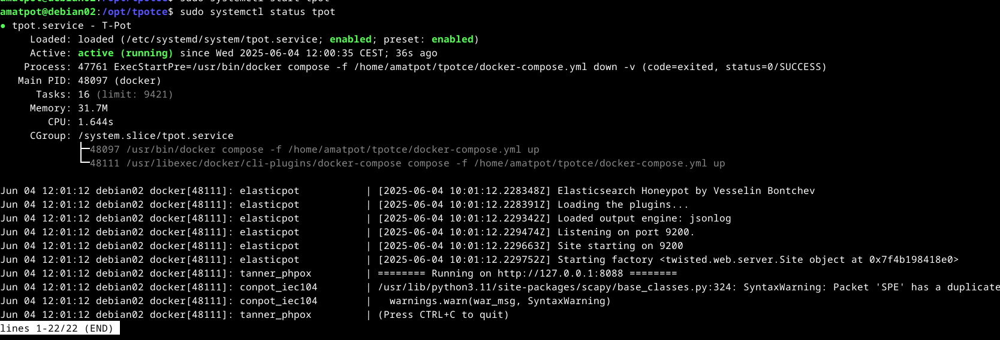 amatpot@debian02:/opt/tpotce$ sudo systemctl start tpot
amatpot@debian02:/opt/tpotce$ sudo systemctl status tpot
● tpot.service - T-Pot
     Loaded: loaded (/etc/systemd/system/tpot.service; enabled; preset: enabled)
     Active: active (running) since Wed 2025-06-04 12:00:35 CEST; 36s ago
    Process: 47761 ExecStartPre=/usr/bin/docker compose -f /home/amatpot/tpotce/docker-compose.yml down -v (code=exited, status=0/SUCCESS)
   Main PID: 48097 (docker)
      Tasks: 16 (limit: 9421)
     Memory: 31.7M
        CPU: 1.644s
     CGroup: /system.slice/tpot.service
             ├─48097 /usr/bin/docker compose -f /home/amatpot/tpotce/docker-compose.yml up
             └─48111 /usr/libexec/docker/cli-plugins/docker-compose compose -f /home/amatpot/tpotce/docker-compose.yml up
Jun 04 12:01:12 debian02 docker[48111]: elasticpot           | [2025-06-04 10:01:12.228348Z] Elasticsearch Honeypot by Vesselin Bontchev
Jun 04 12:01:12 debian02 docker[48111]: elasticpot           | [2025-06-04 10:01:12.228391Z] Loading the plugins...
Jun 04 12:01:12 debian02 docker[48111]: elasticpot           | [2025-06-04 10:01:12.229342Z] Loaded output engine: jsonlog
Jun 04 12:01:12 debian02 docker[48111]: elasticpot           | [2025-06-04 10:01:12.229474Z] Listening on port 9200.
Jun 04 12:01:12 debian02 docker[48111]: elasticpot           | [2025-06-04 10:01:12.229663Z] Site starting on 9200
Jun 04 12:01:12 debian02 docker[48111]: elasticpot           | [2025-06-04 10:01:12.229752Z] Starting factory <twisted.web.server.Site object at 0x7f4b198418e0>
Jun 04 12:01:12 debian02 docker[48111]: tanner_phpox         | ======== Running on http://127.0.0.1:8088 ========
Jun 04 12:01:12 debian02 docker[48111]: conpot_iec104        | /usr/lib/python3.11/site-packages/scapy/base_classes.py:324: SyntaxWarning: Packet 'SPE' has a duplicate
Jun 04 12:01:12 debian02 docker[48111]: conpot_iec104        |   warnings.warn(war_msg, SyntaxWarning)
Jun 04 12:01:12 debian02 docker[48111]: tanner_phpox         | (Press CTRL+C to quit)
lines 1-22/22 (END)